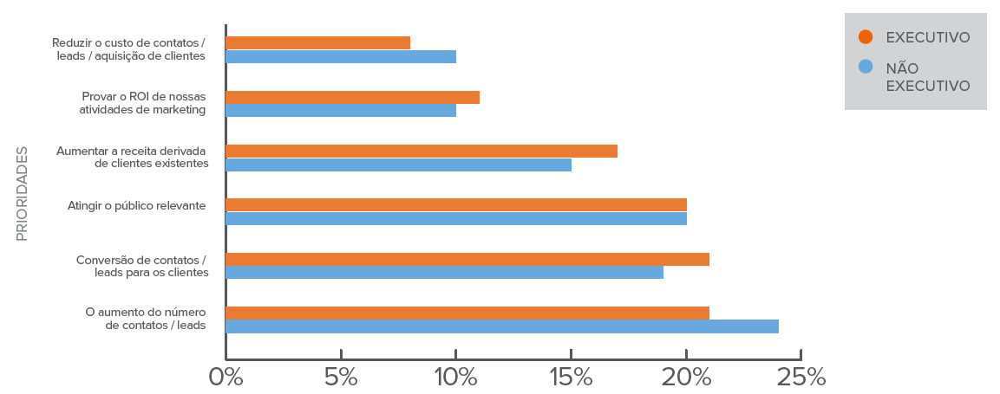 Reduzir o custo de contatos /
leads / aquisição de clientes
Provar o ROI de nossas
atividades de marketing
Aumentar a receita derivada
de clientes existentes
Atingir o público relevante
Conversão de contatos /
leads para os clientes
O aumento do número
de contatos / leads
PRIORIDADES
0% 5% 10% 15% 20% 25%
EXECUTIVO
NÃO
EXECUTIVO